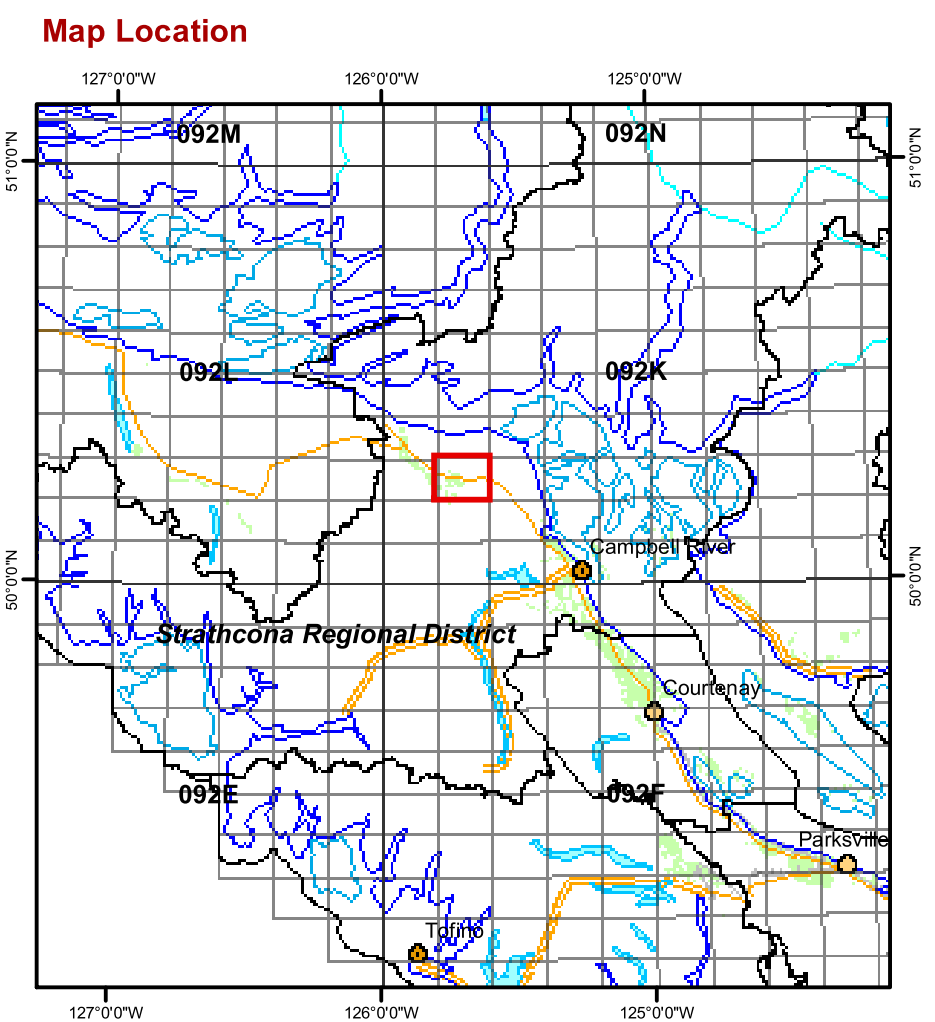 Map Location
127°0'0"W 126°0'0"W 125°0'0"W
092M 092N
51°0'0"N 51°0'0"N
092L 092K
Campbell River
50°0'0"N 50°0'0"N
Strathcona Regional District
Courtenay
092E 092F
Parksville
Tofino
127°0'0"W 126°0'0"W 125°0'0"W